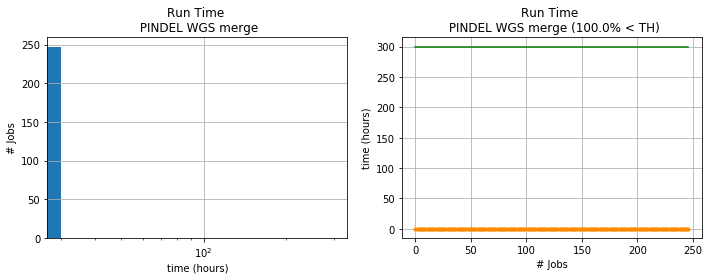 Run Time
PINDEL WGS merge
# Jobs
250
200
150
100
50
0
10²
time (hours)
Run Time
PINDEL WGS merge (100.0% < TH)
time (hours)
300
250
200
150
100
50
0
0 50 100 150 200 250
# Jobs